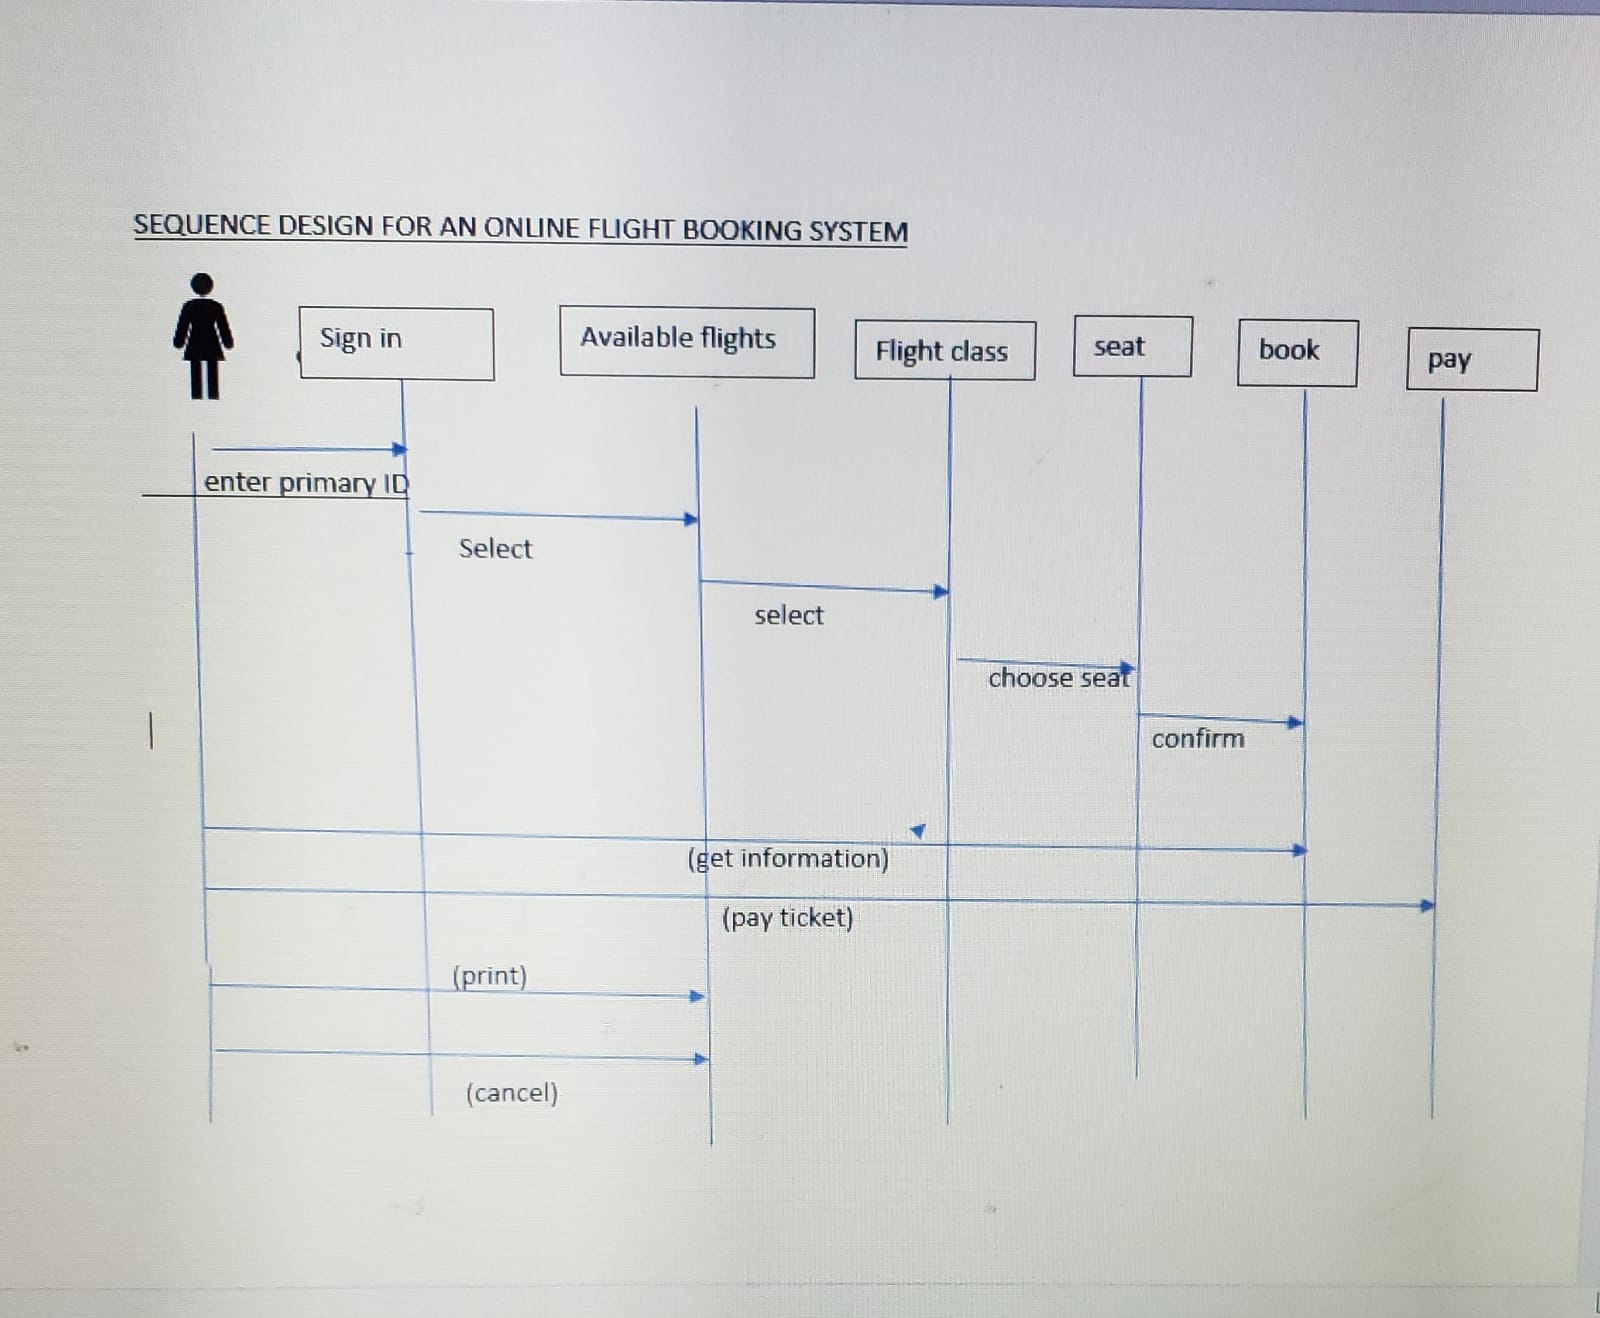 SEQUENCE DESIGN FOR AN ONLINE FLIGHT BOOKING SYSTEM
Sign in
Available flights
Flight class
seat
book
pay
enter primary ID
Select
select
choose seat
confirm
(get information)
(pay ticket)
(print)
(cancel)